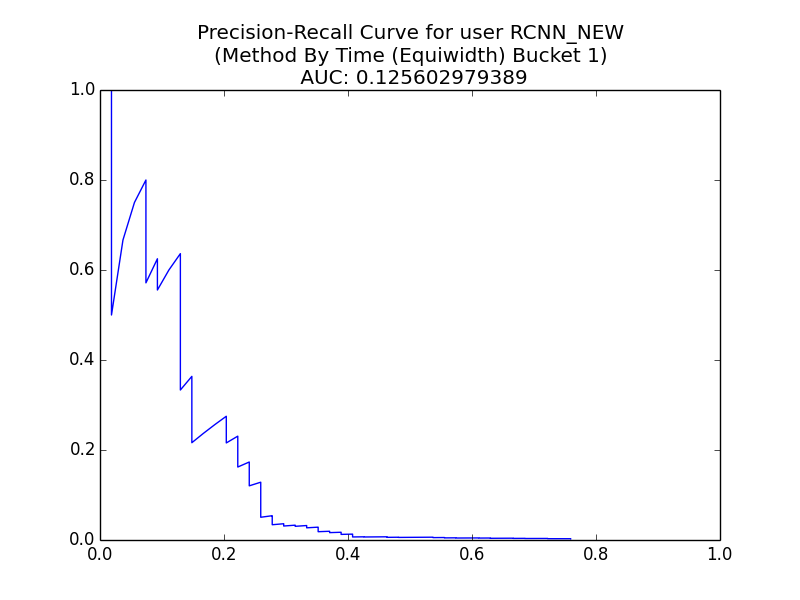 Precision-Recall Curve for user RCNN_NEW
(Method By Time (Equiwidth) Bucket 1)
AUC: 0.125602979389
1.0
0.8
0.6
0.4
0.2
0.0
0.0 0.2 0.4 0.6 0.8 1.0